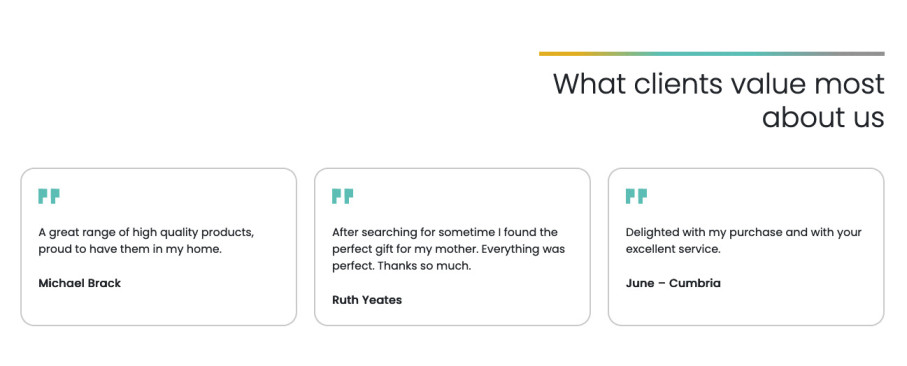 What clients value most
about us
A great range of high quality products,
proud to have them in my home.
Michael Brack
After searching for sometime I found the
perfect gift for my mother. Everything was
perfect. Thanks so much.
Ruth Yeates
Delighted with my purchase and with your
excellent service.
June – Cumbria